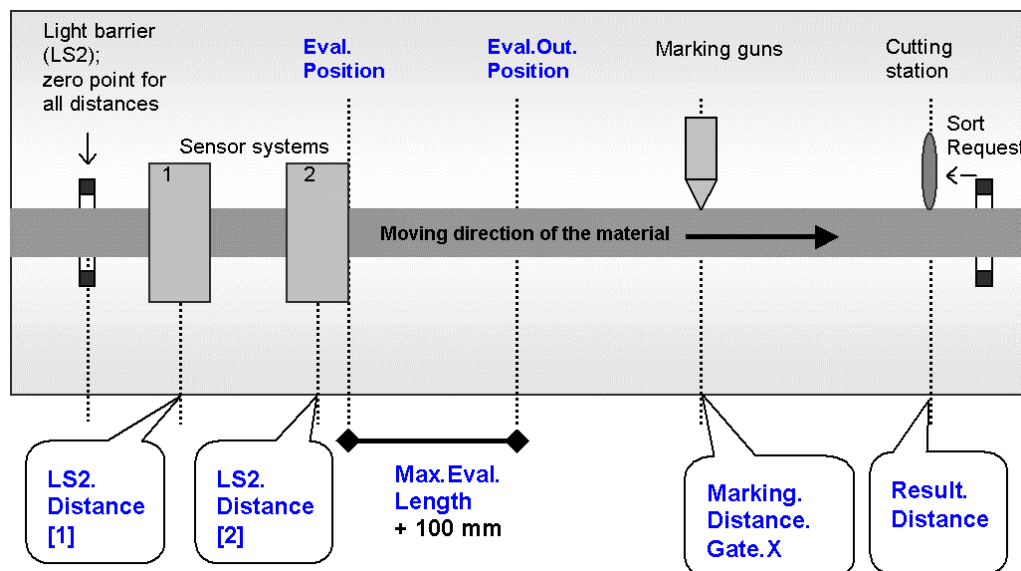 Light barrier
(LS2);
zero point for
all distances
Eval.
Position
Eval.Out.
Position
Marking guns
Cutting
station
Sensor systems
Sort
Request
1
2
Moving direction of the material
LS2.
Distance
[1]
LS2.
Distance
[2]
Max.Eval.
Length
+ 100 mm
Marking.
Distance.
Gate.X
Result.
Distance